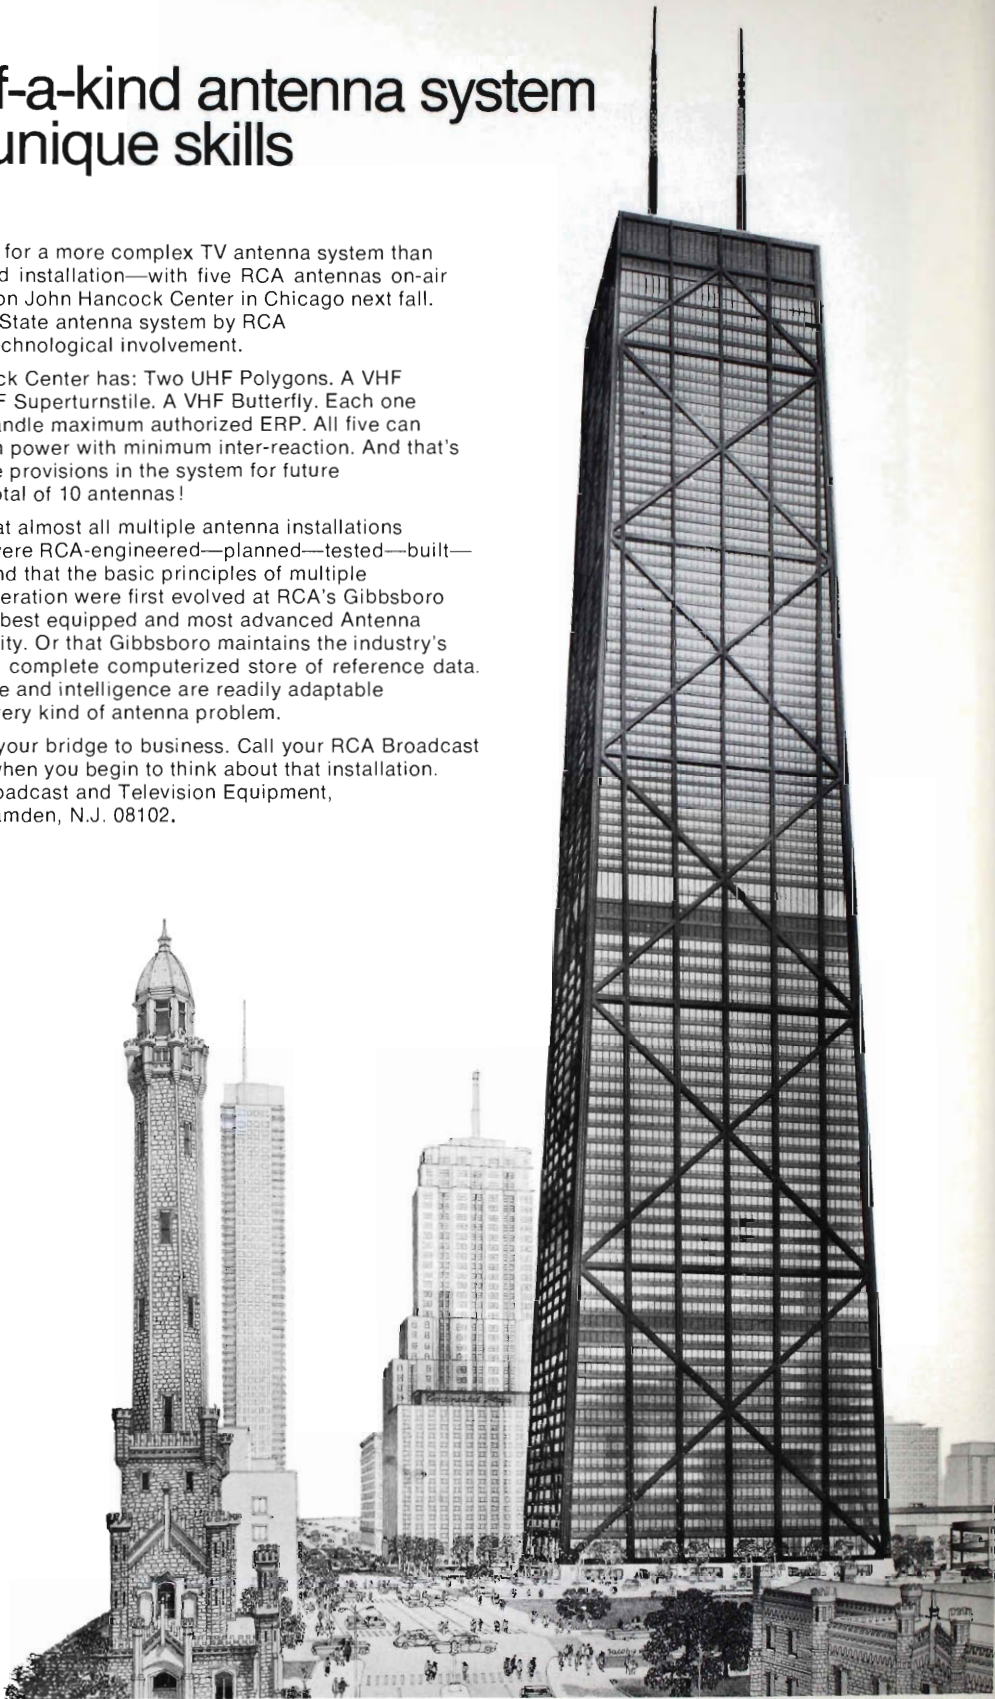 f-a-kind antenna system
unique skills
for a more complex TV antenna system than
d installation—with five RCA antennas on-air
on John Hancock Center in Chicago next fall.
State antenna system by RCA
chnological involvement.
ck Center has: Two UHF Polygons. A VHF
F Superturnstile. A VHF Butterfly. Each one
andle maximum authorized ERP. All five can
n power with minimum inter-reaction. And that's
e provisions in the system for future
otal of 10 antennas!
at almost all multiple antenna installations
vere RCA-engineered—planned—tested—built—
nd that the basic principles of multiple
eration were first evolved at RCA's Gibbsboro
best equipped and most advanced Antenna
ity. Or that Gibbsboro maintains the industry's
complete computerized store of reference data.
e and intelligence are readily adaptable
very kind of antenna problem.
your bridge to business. Call your RCA Broadcast
when you begin to think about that installation.
oadcast and Television Equipment,
amden, N.J. 08102.